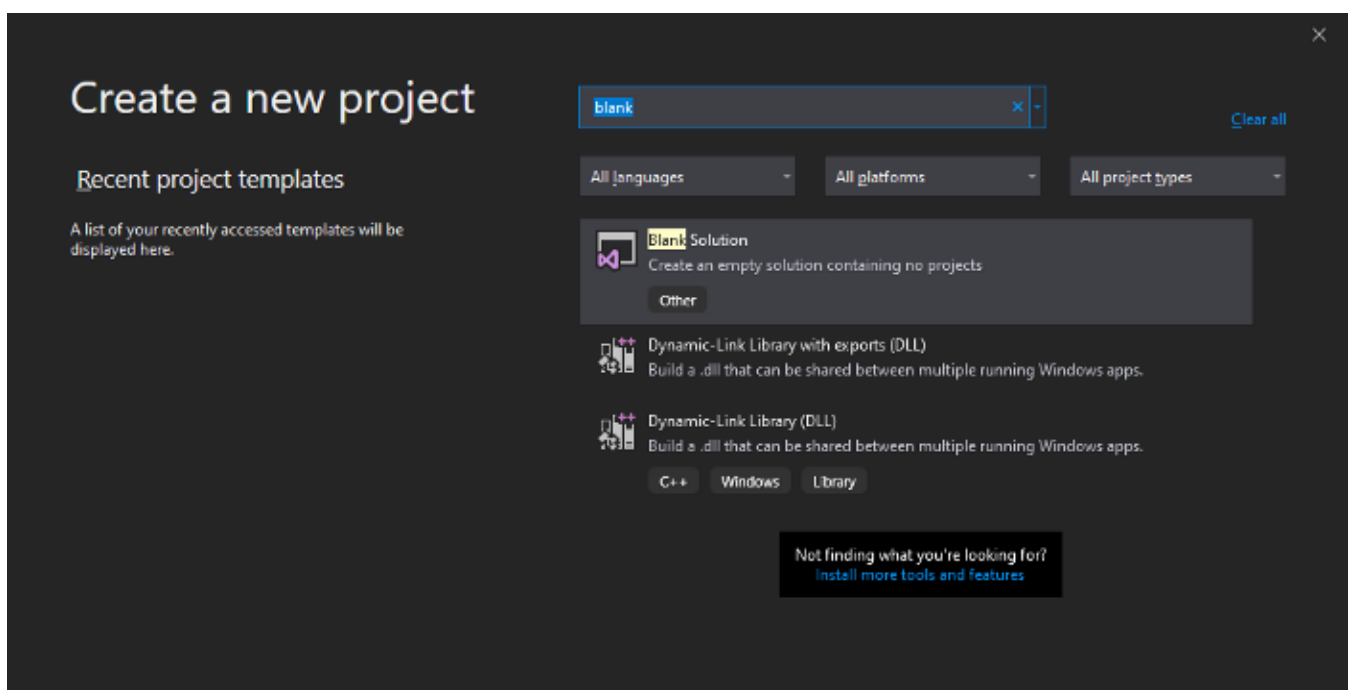 Create a new project
Recent project templates
A list of your recently accessed templates will be
displayed here.
blank
Clear all
All languages
All platforms
All project types
Blank Solution
Create an empty solution containing no projects
Other
Dynamic-Link Library with exports (DLL)
Build a .dll that can be shared between multiple running Windows apps.
Dynamic-Link Library (DLL)
Build a .dll that can be shared between multiple running Windows apps.
C++ Windows Library
Not finding what you're looking for?
Install more tools and features